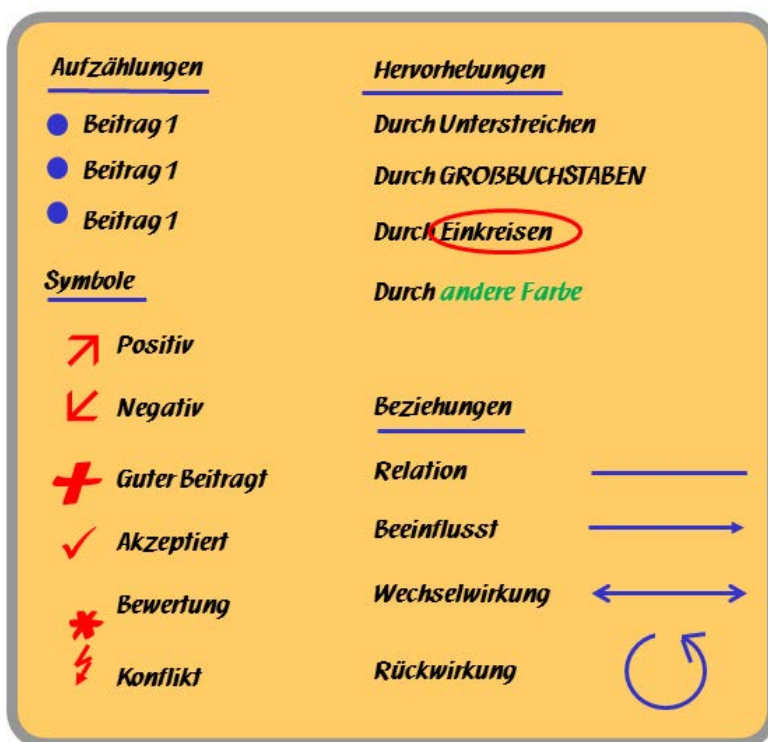 Aufzählungen
Beitrag 1
Beitrag 1
Beitrag 1
Symbole
Positiv
Negativ
Guter Beitragt
Akzeptiert
Bewertung
Konflikt
Hervorhebungen
Durch Unterstreichen
Durch GROßBUCHSTABEN
Durch Einkreisen
Durch andere Farbe
Beziehungen
Relation
Beeinflusst
Wechselwirkung
Rückwirkung